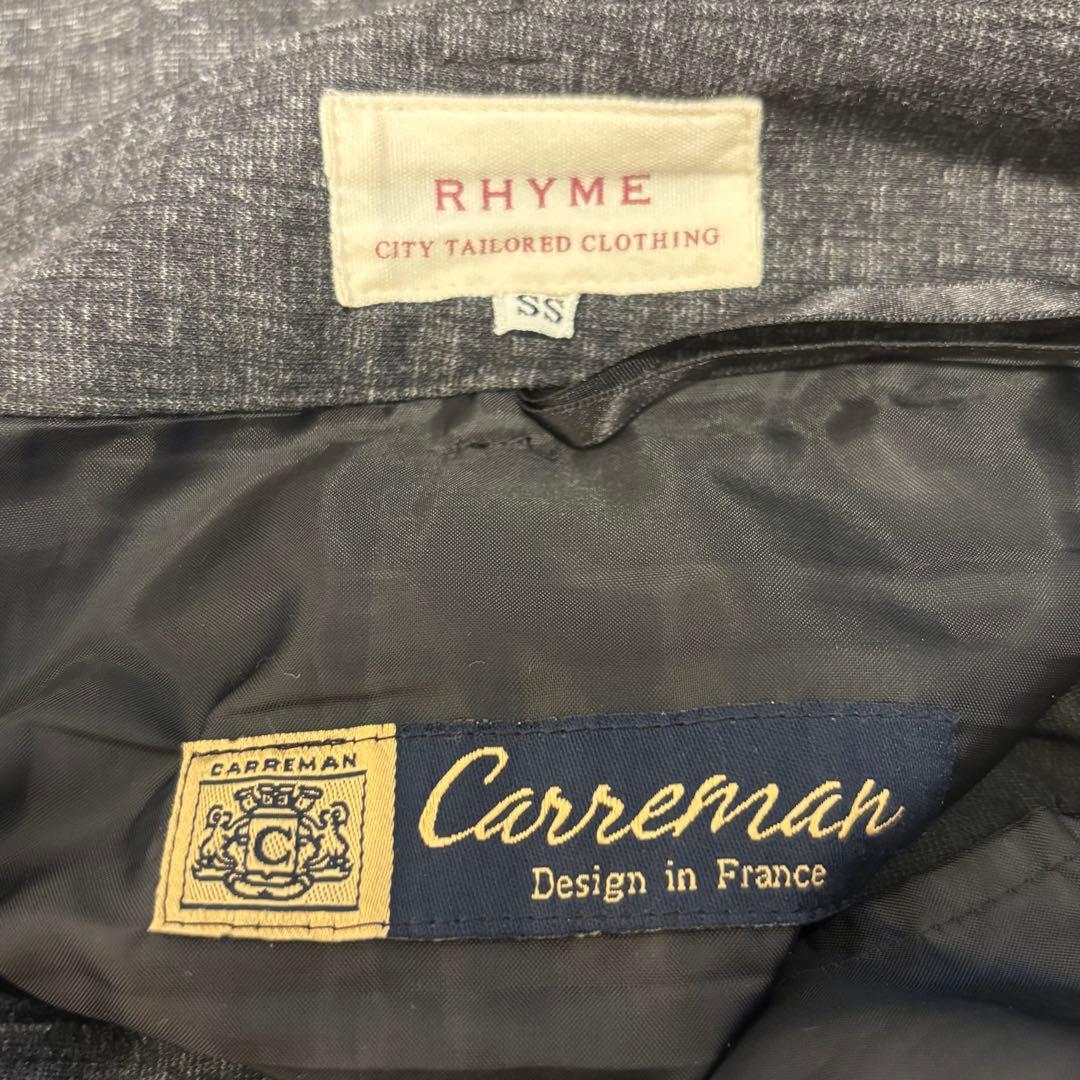 RHYME
CITY TAILORED CLOTHING
SS
CARREMAN
C
Carreman
Design in France